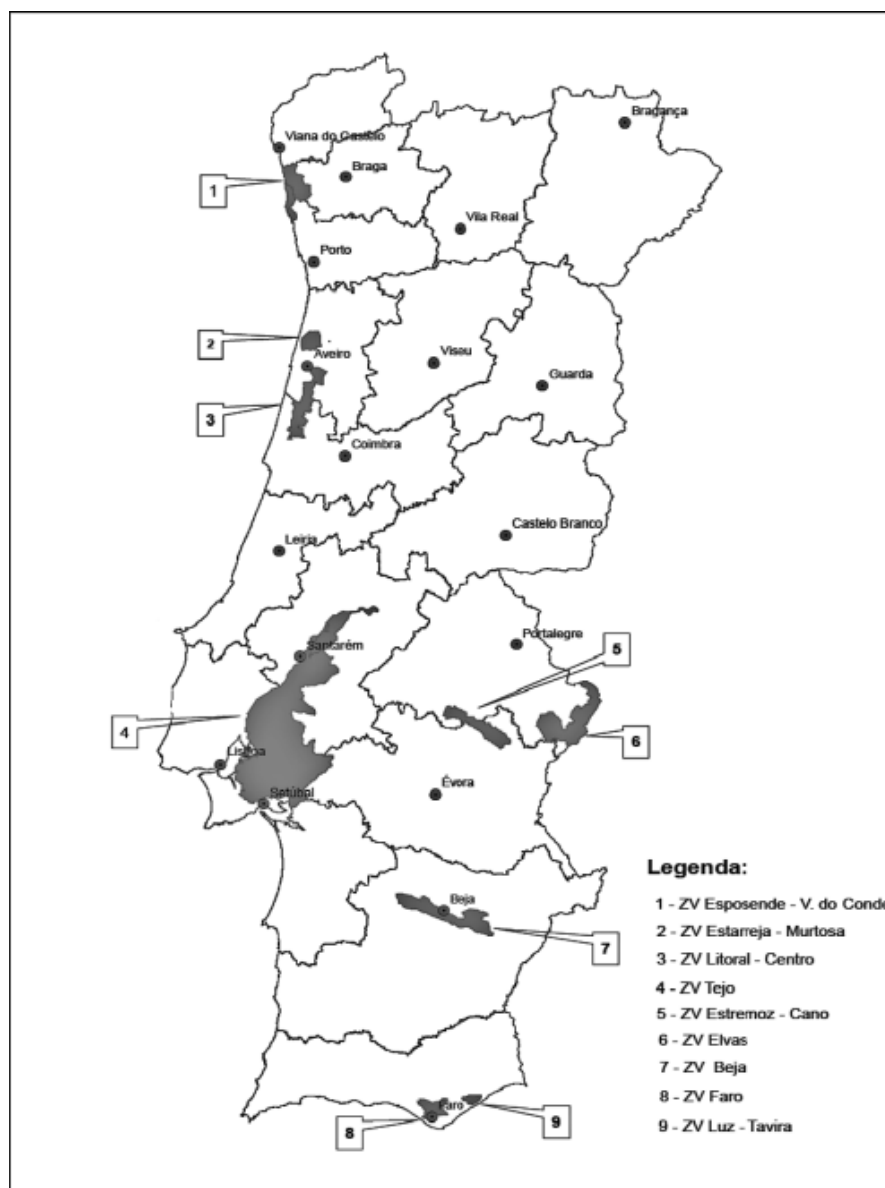 Bragança
Viana do Castelo
Braga
1
Vila Real
Porto
2
Aveiro
Viseu
Guarda
3
Coimbra
Castelo Branco
Leiria
Portalegre
5
Santarém
4
6
Lisboa
Évora
Setúbal
Beja
7
Faro
8
9
Legenda:
1 - ZV Esposende - V. do Conde
2 - ZV Estarreja - Murtosa
3 - ZV Litoral - Centro
4 - ZV Tejo
5 - ZV Estremoz - Cano
6 - ZV Elvas
7 - ZV Beja
8 - ZV Faro
9 - ZV Luz - Tavira